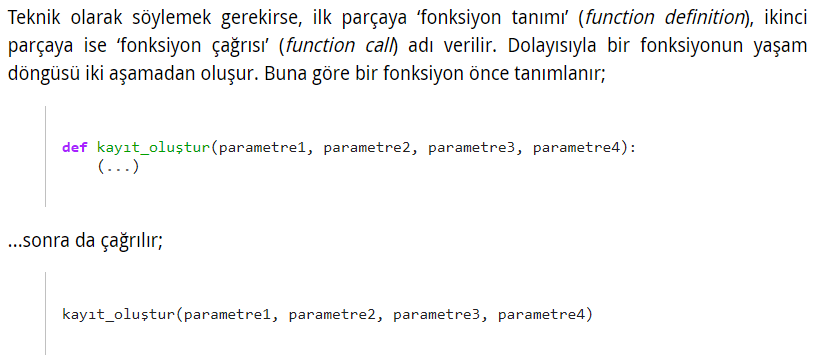 Teknik olarak söylemek gerekirse, ilk parçaya ‘fonksiyon tanımı’ (function definition), ikinci
parçaya ise ‘fonksiyon çağrısı’ (function call) adı verilir. Dolayısıyla bir fonksiyonun yaşam
döngüsü iki aşamadan oluşur. Buna göre bir fonksiyon önce tanımlanır;
def kayıt_oluştur(parametre1, parametre2, parametre3, parametre4):
    (...)
...sonra da çağrılır;
kayıt_oluştur(parametre1, parametre2, parametre3, parametre4)